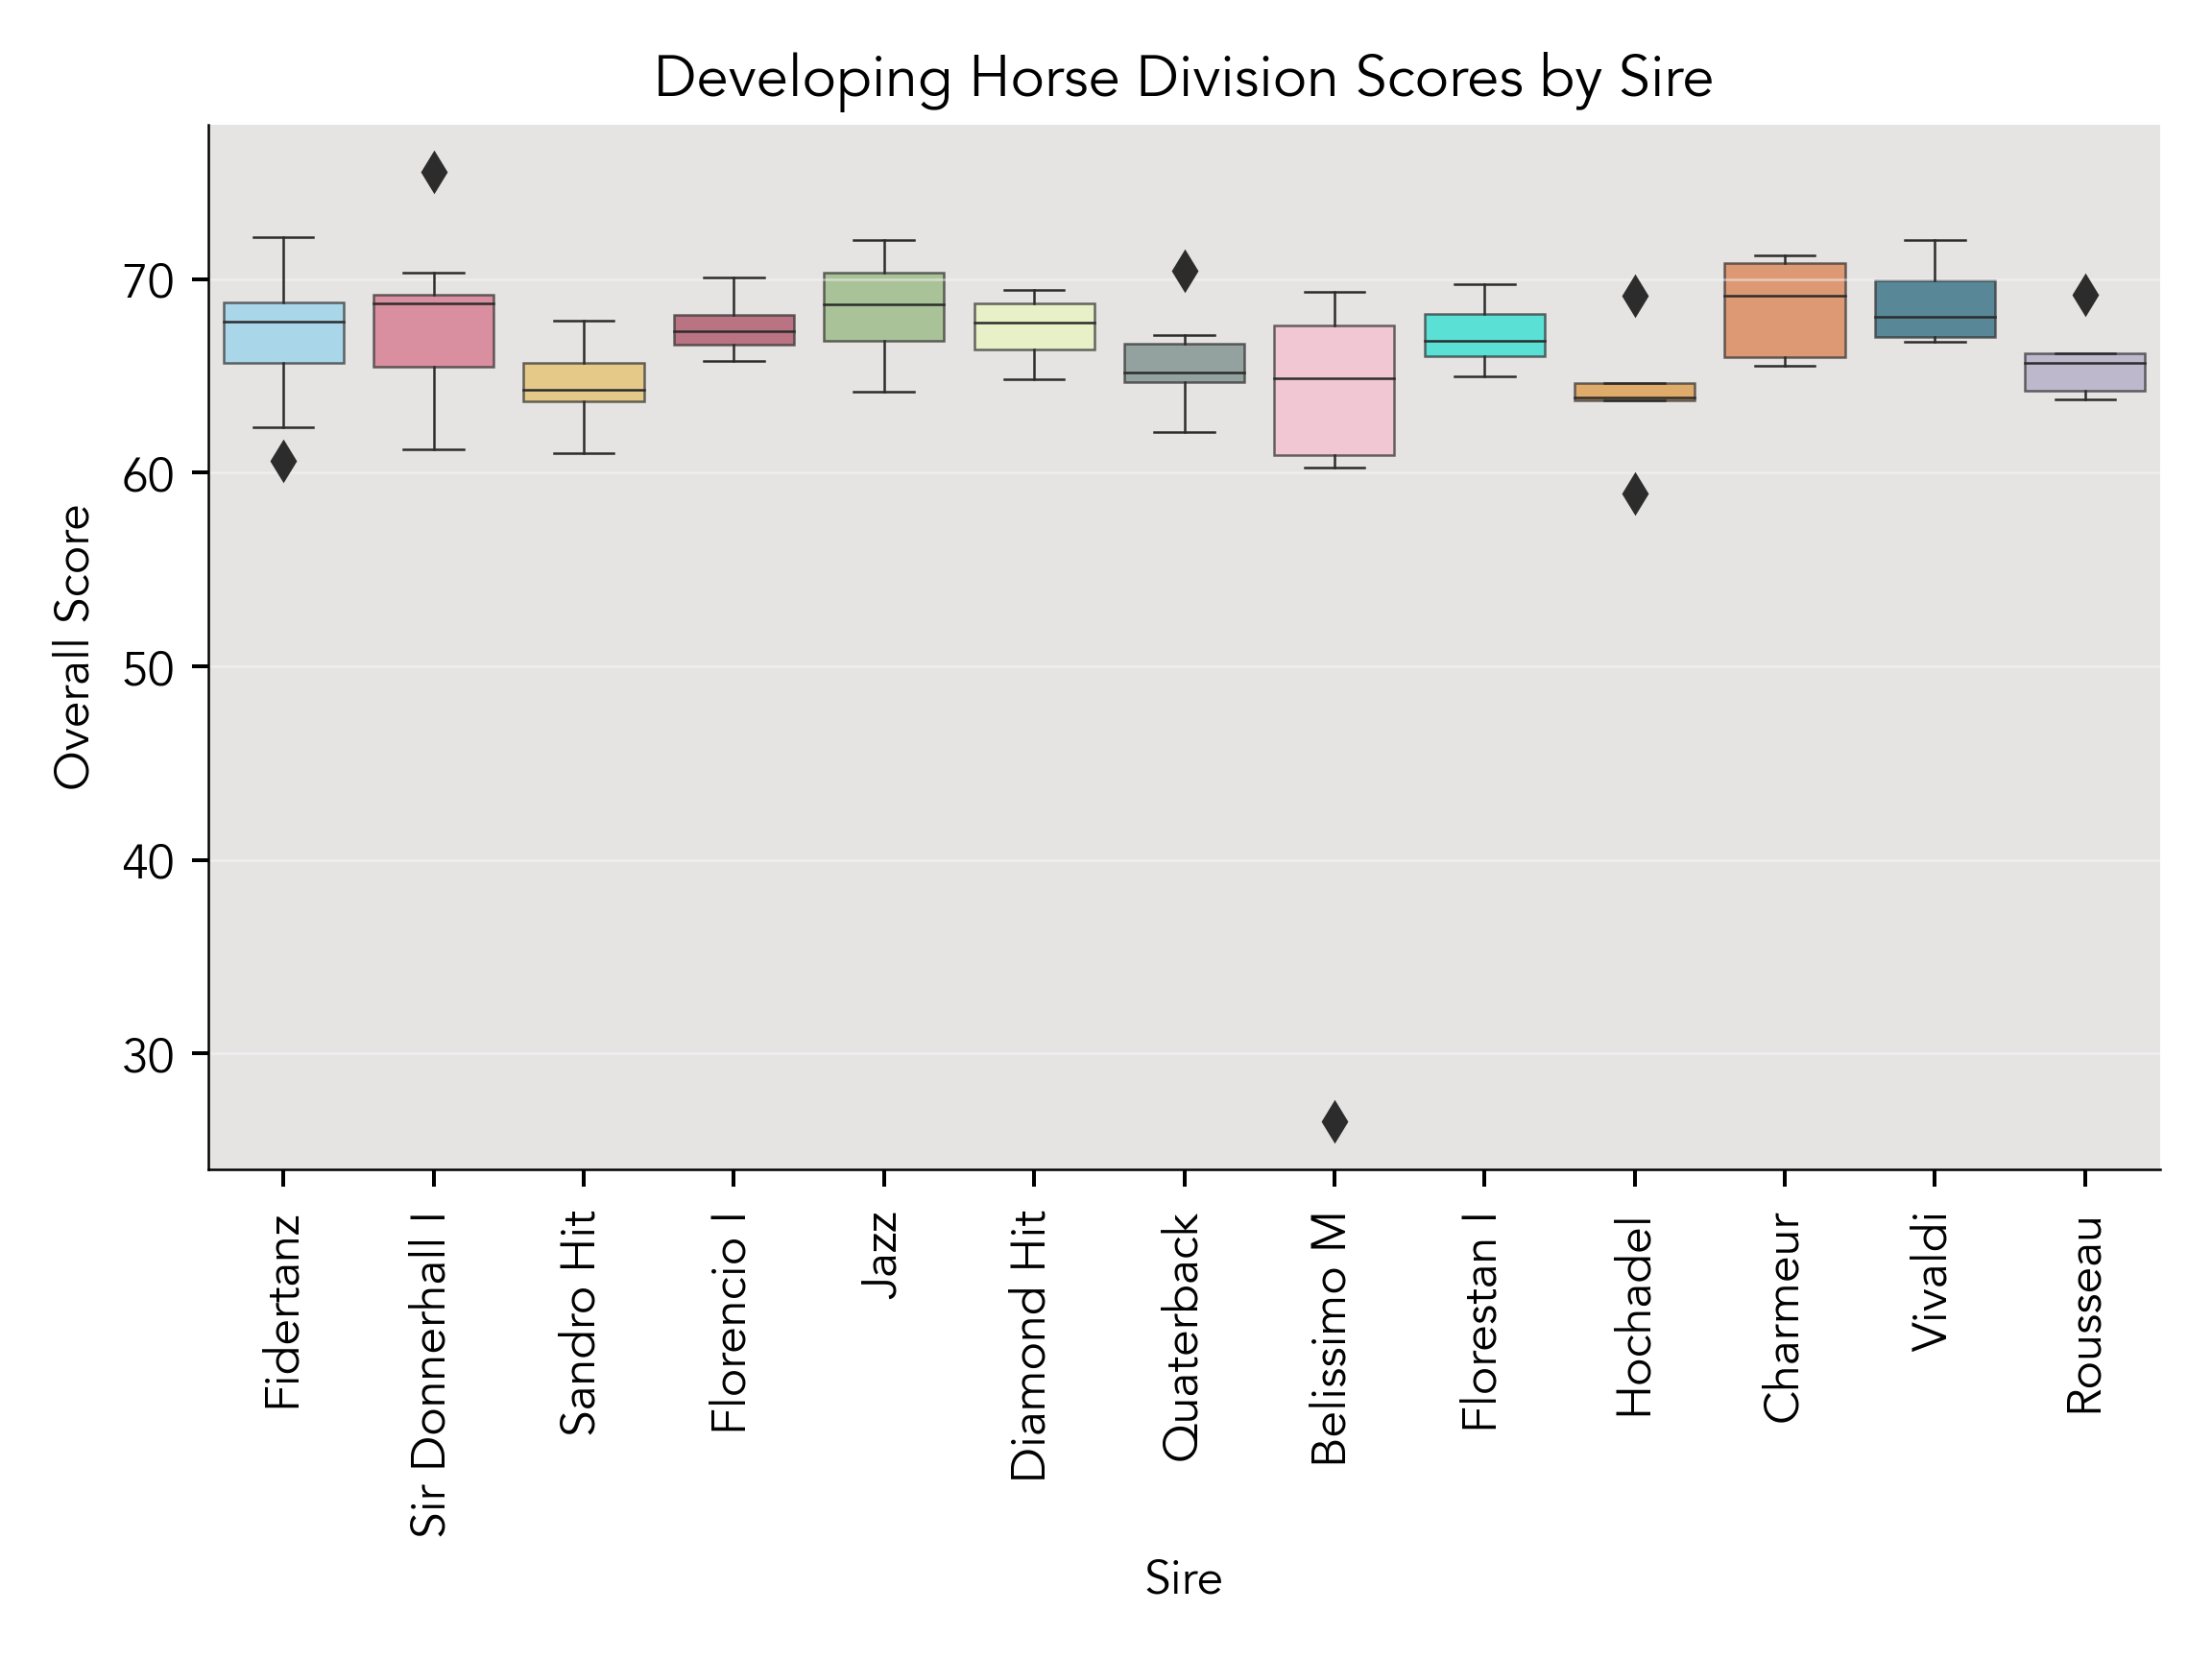 Developing Horse Division Scores by Sire
Overall Score
70
60
50
40
30
Fidertanz
Sir Donnerhall I
Sandro Hit
Florencio I
Jazz
Diamond Hit
Quaterback
Belissimo M
Florestan I
Hochadel
Charmeur
Vivaldi
Rousseau
Sire